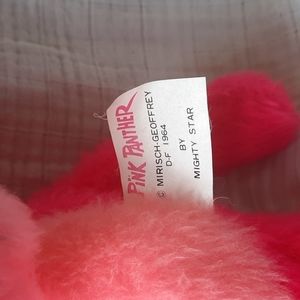 PINK PANTHER
© MIRISCH-GEOFFREY
D-F 1964
BY
MIGHTY STAR